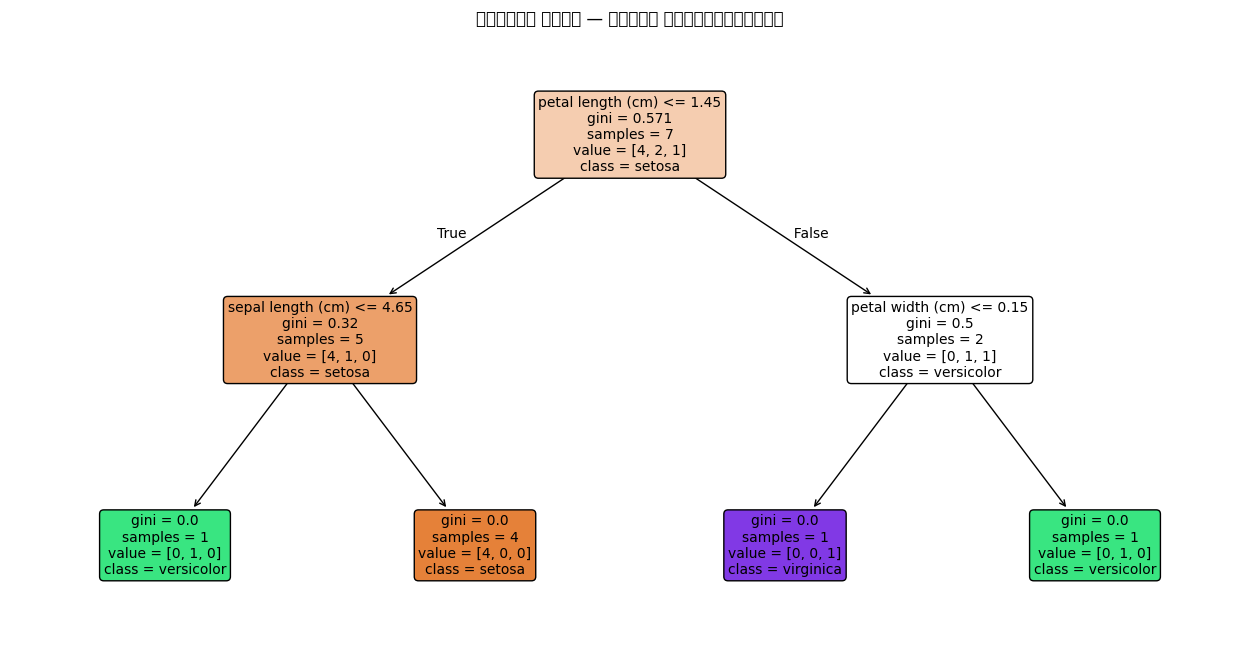 petal length (cm) <= 1.45
gini = 0.571
samples = 7
value = [4, 2, 1]
class = setosa
True
False
sepal length (cm) <= 4.65
gini = 0.32
samples = 5
value = [4, 1, 0]
class = setosa
petal width (cm) <= 0.15
gini = 0.5
samples = 2
value = [0, 1, 1]
class = versicolor
gini = 0.0
samples = 1
value = [0, 1, 0]
class = versicolor
gini = 0.0
samples = 4
value = [4, 0, 0]
class = setosa
gini = 0.0
samples = 1
value = [0, 0, 1]
class = virginica
gini = 0.0
samples = 1
value = [0, 1, 0]
class = versicolor